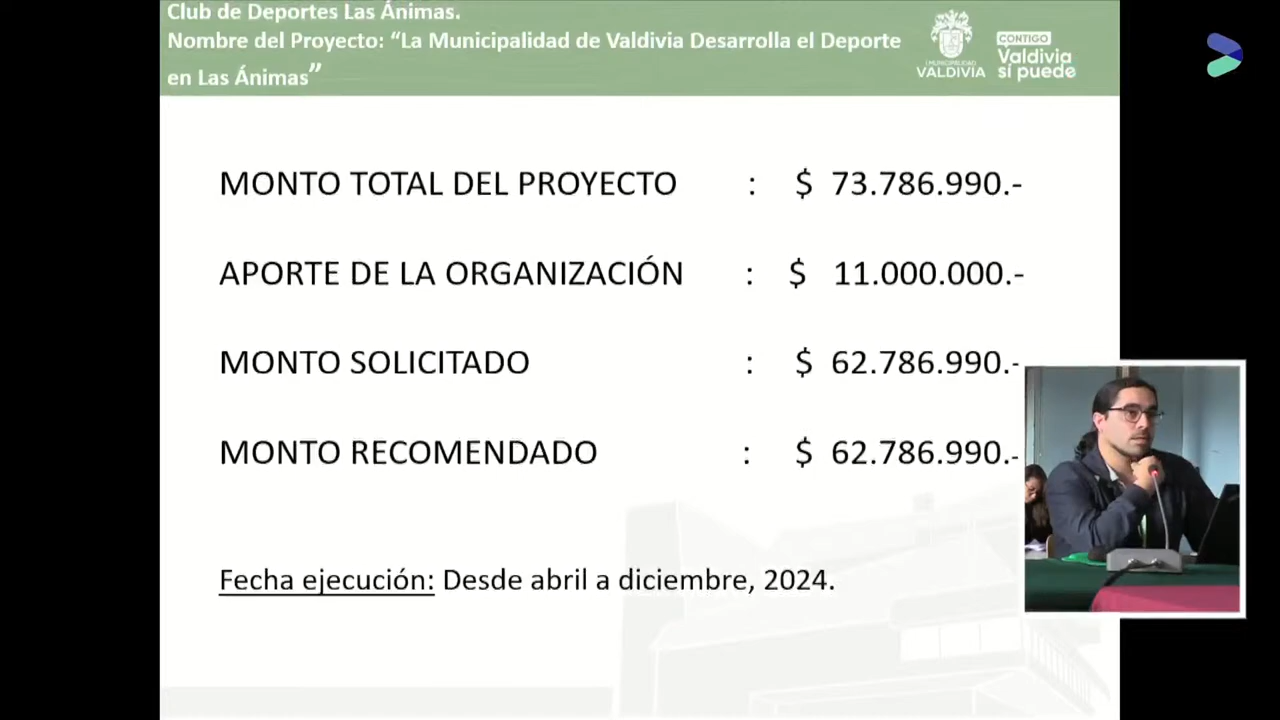 Club de Deportes Las Ánimas.
Nombre del Proyecto: “La Municipalidad de Valdivia Desarrolla el Deporte
en Las Ánimas”
I. MUNICIPALIDAD
VALDIVIA
CONTIGO
Valdivia
sí puede
MONTO TOTAL DEL PROYECTO : $ 73.786.990.-
APORTE DE LA ORGANIZACIÓN : $ 11.000.000.-
MONTO SOLICITADO : $ 62.786.990.-
MONTO RECOMENDADO : $ 62.786.990.-
Fecha ejecución: Desde abril a diciembre, 2024.